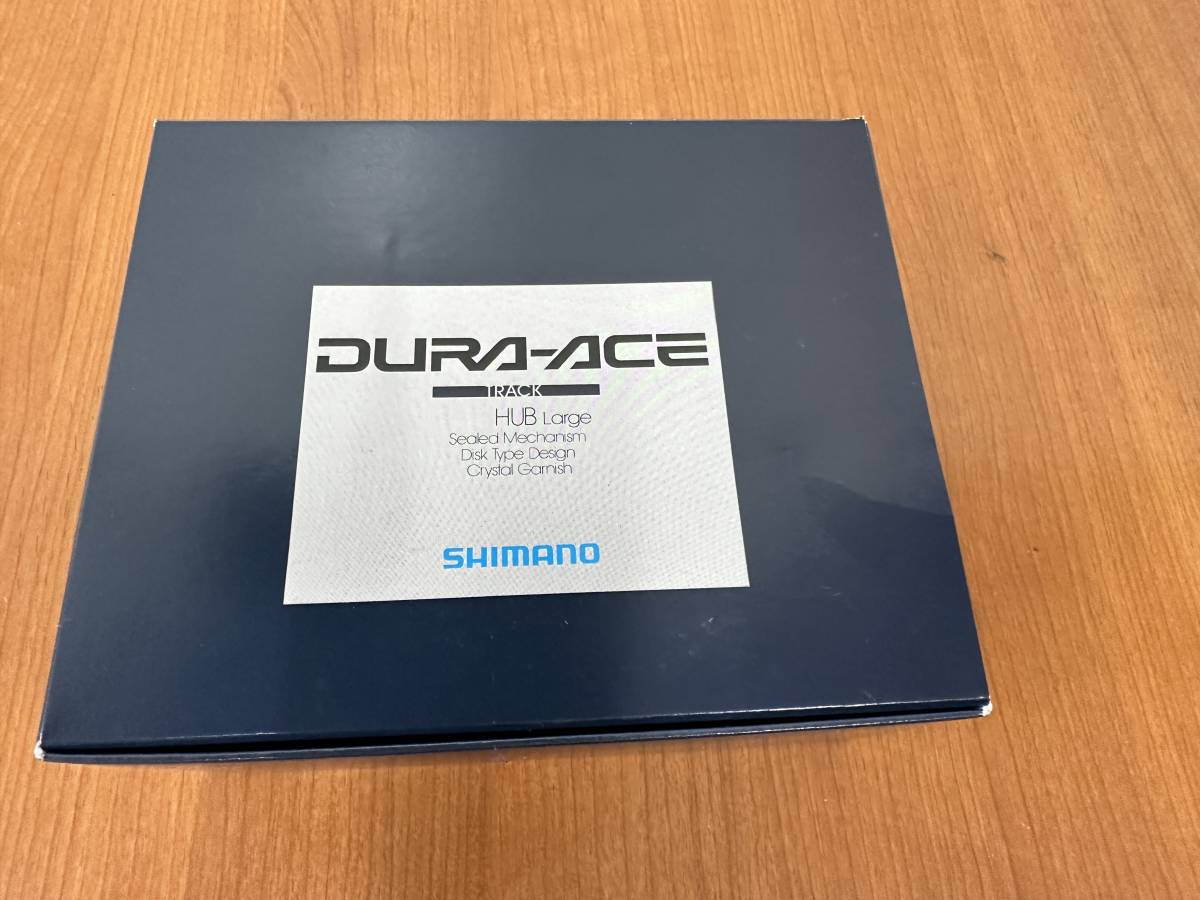 DURA-ACE
TRACK
HUB Large
Sealed Mechanism
Disk Type Design
Crystal Garnish
SHIMANO